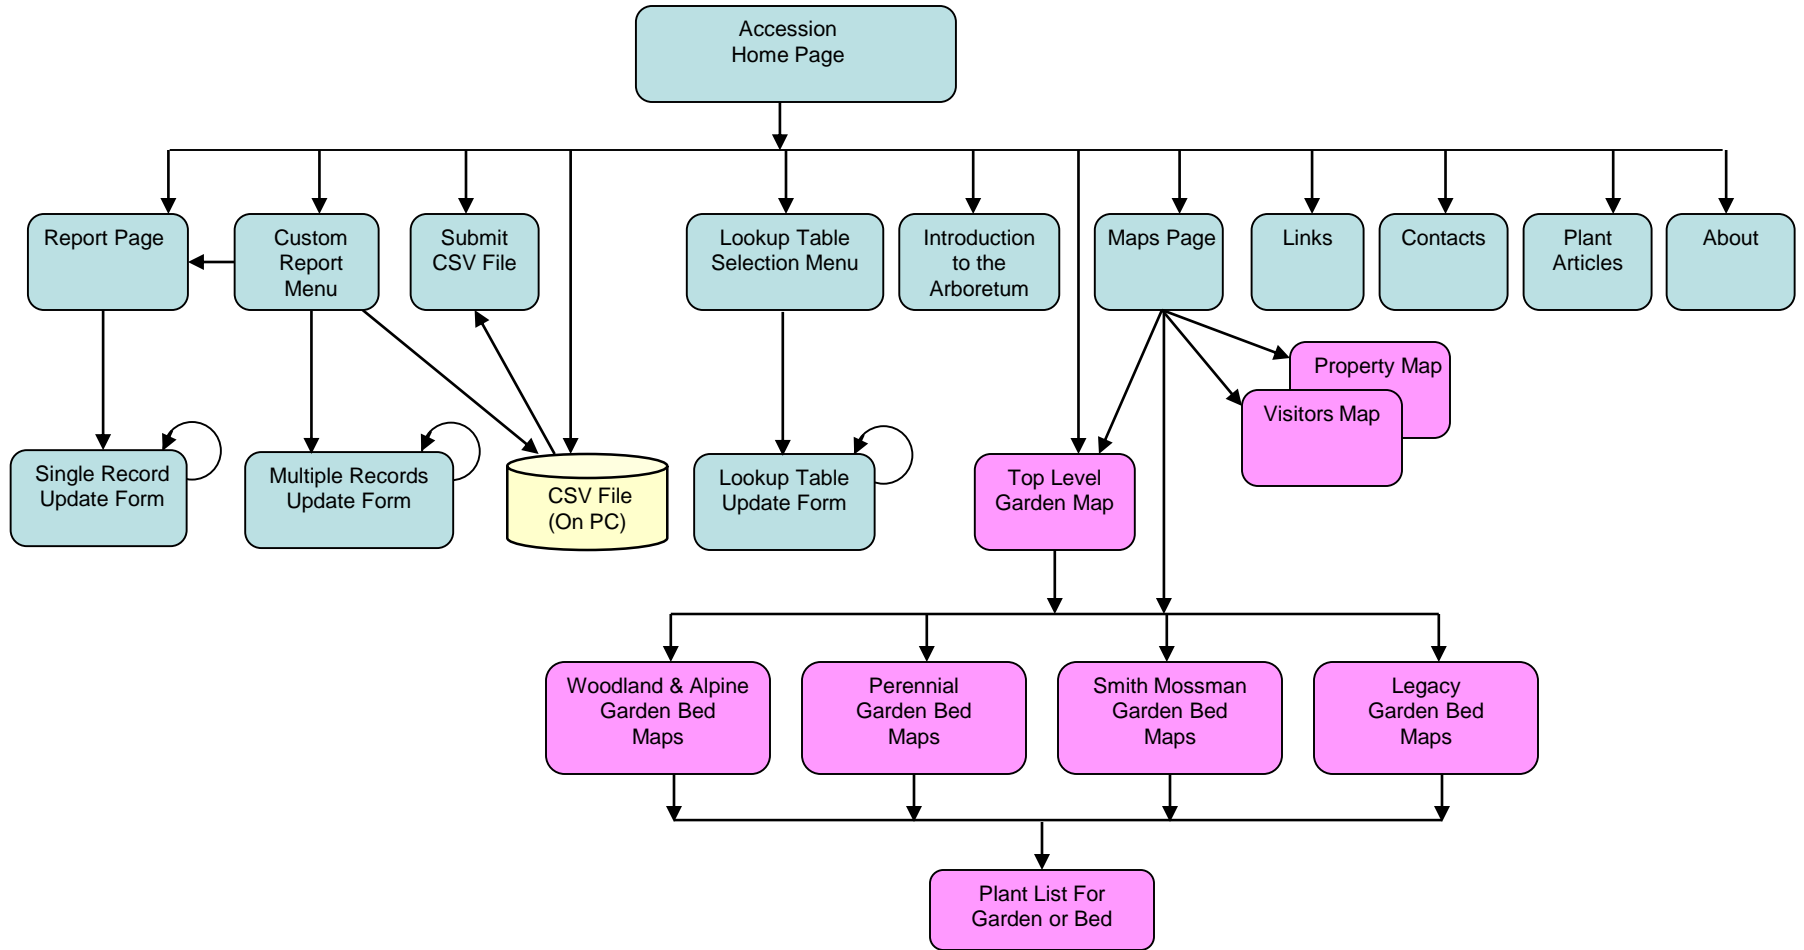 Accession
Home Page
Report Page
Custom
Report
Menu
Submit
CSV File
Lookup Table
Selection Menu
Introduction
to the
Arboretum
Maps Page
Links
Contacts
Plant
Articles
About
Property Map
Visitors Map
Single Record
Update Form
Multiple Records
Update Form
CSV File
(On PC)
Lookup Table
Update Form
Top Level
Garden Map
Woodland & Alpine
Garden Bed
Maps
Perennial
Garden Bed
Maps
Smith Mossman
Garden Bed
Maps
Legacy
Garden Bed
Maps
Plant List For
Garden or Bed